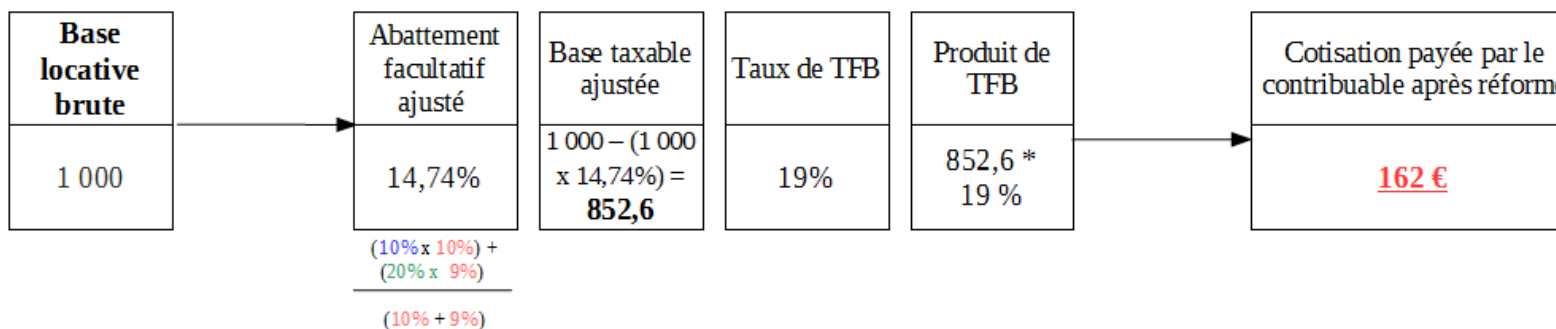 Base
locative
brute
1 000
Abattement
facultatif
ajusté
14,74%
(10% x 10%) +
(20% x 9%)
(10% + 9%)
Base taxable
ajustée
1 000 – (1 000
x 14,74%) =
852,6
Taux de TFB
19%
Produit de
TFB
852,6 *
19 %
Cotisation payée par le
contribuable après réforme
162 €